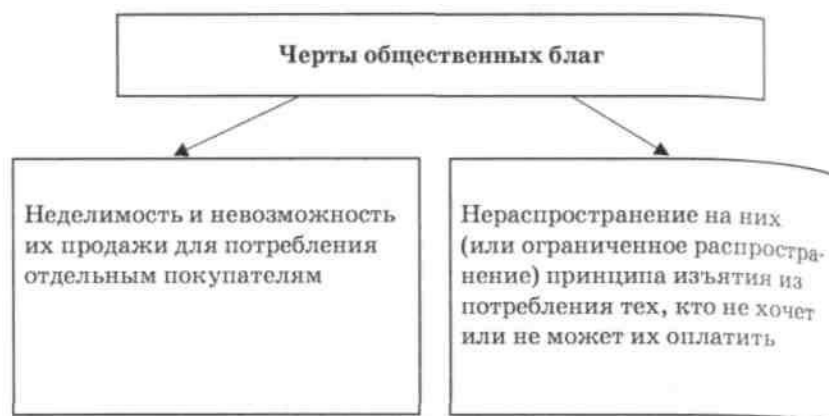 Черты общественных благ
Неделимость и невозможность
их продажи для потребления
отдельным покупателям
Нераспространение на них
(или ограниченное распростра-
нение) принципа изъятия из
потребления тех, кто не хочет
или не может их оплатить